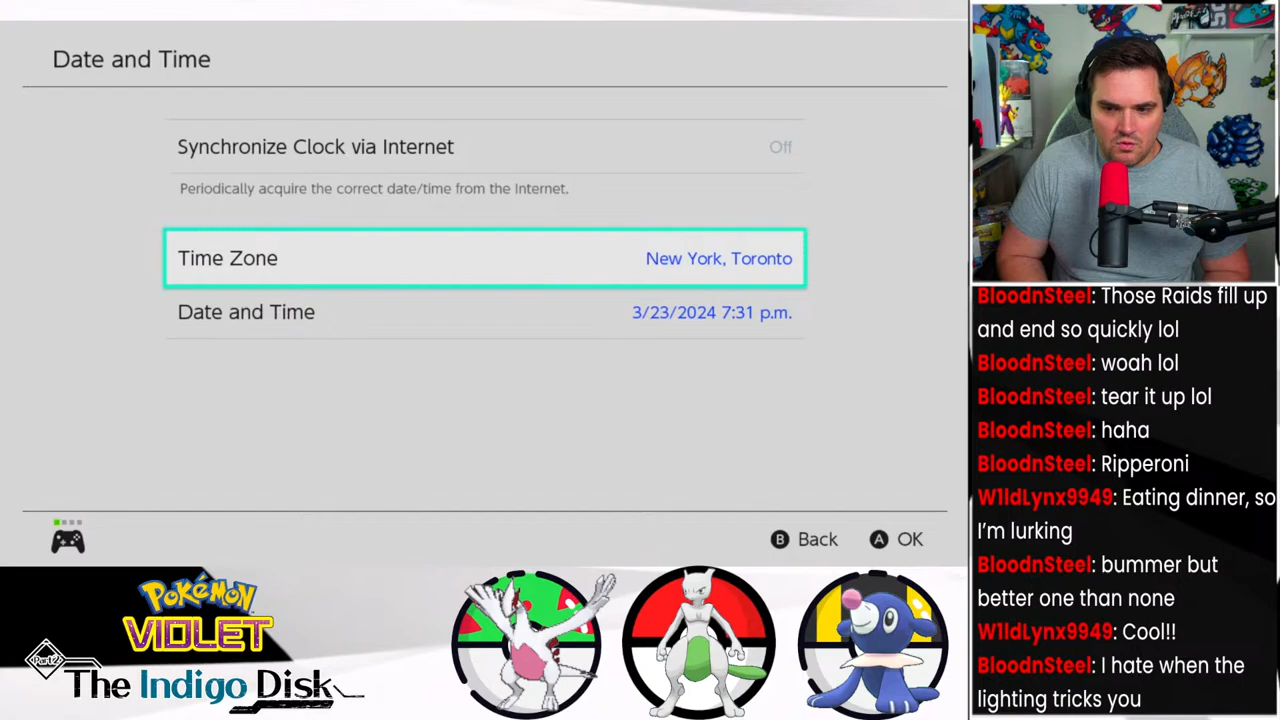 Date and Time
Synchronize Clock via Internet Off
Periodically acquire the correct date/time from the Internet.
Time Zone New York, Toronto
Date and Time 3/23/2024 7:31 p.m.
B Back A OK
BloodnSteel: Those Raids fill up
and end so quickly lol
BloodnSteel: woah lol
BloodnSteel: tear it up lol
BloodnSteel: haha
BloodnSteel: Ripperoni
W1ldLynx9949: Eating dinner, so
I'm lurking
BloodnSteel: bummer but
better one than none
W1ldLynx9949: Cool!!
BloodnSteel: I hate when the
lighting tricks you
POKéMON
VIOLET
Part 2
The Indigo Disk